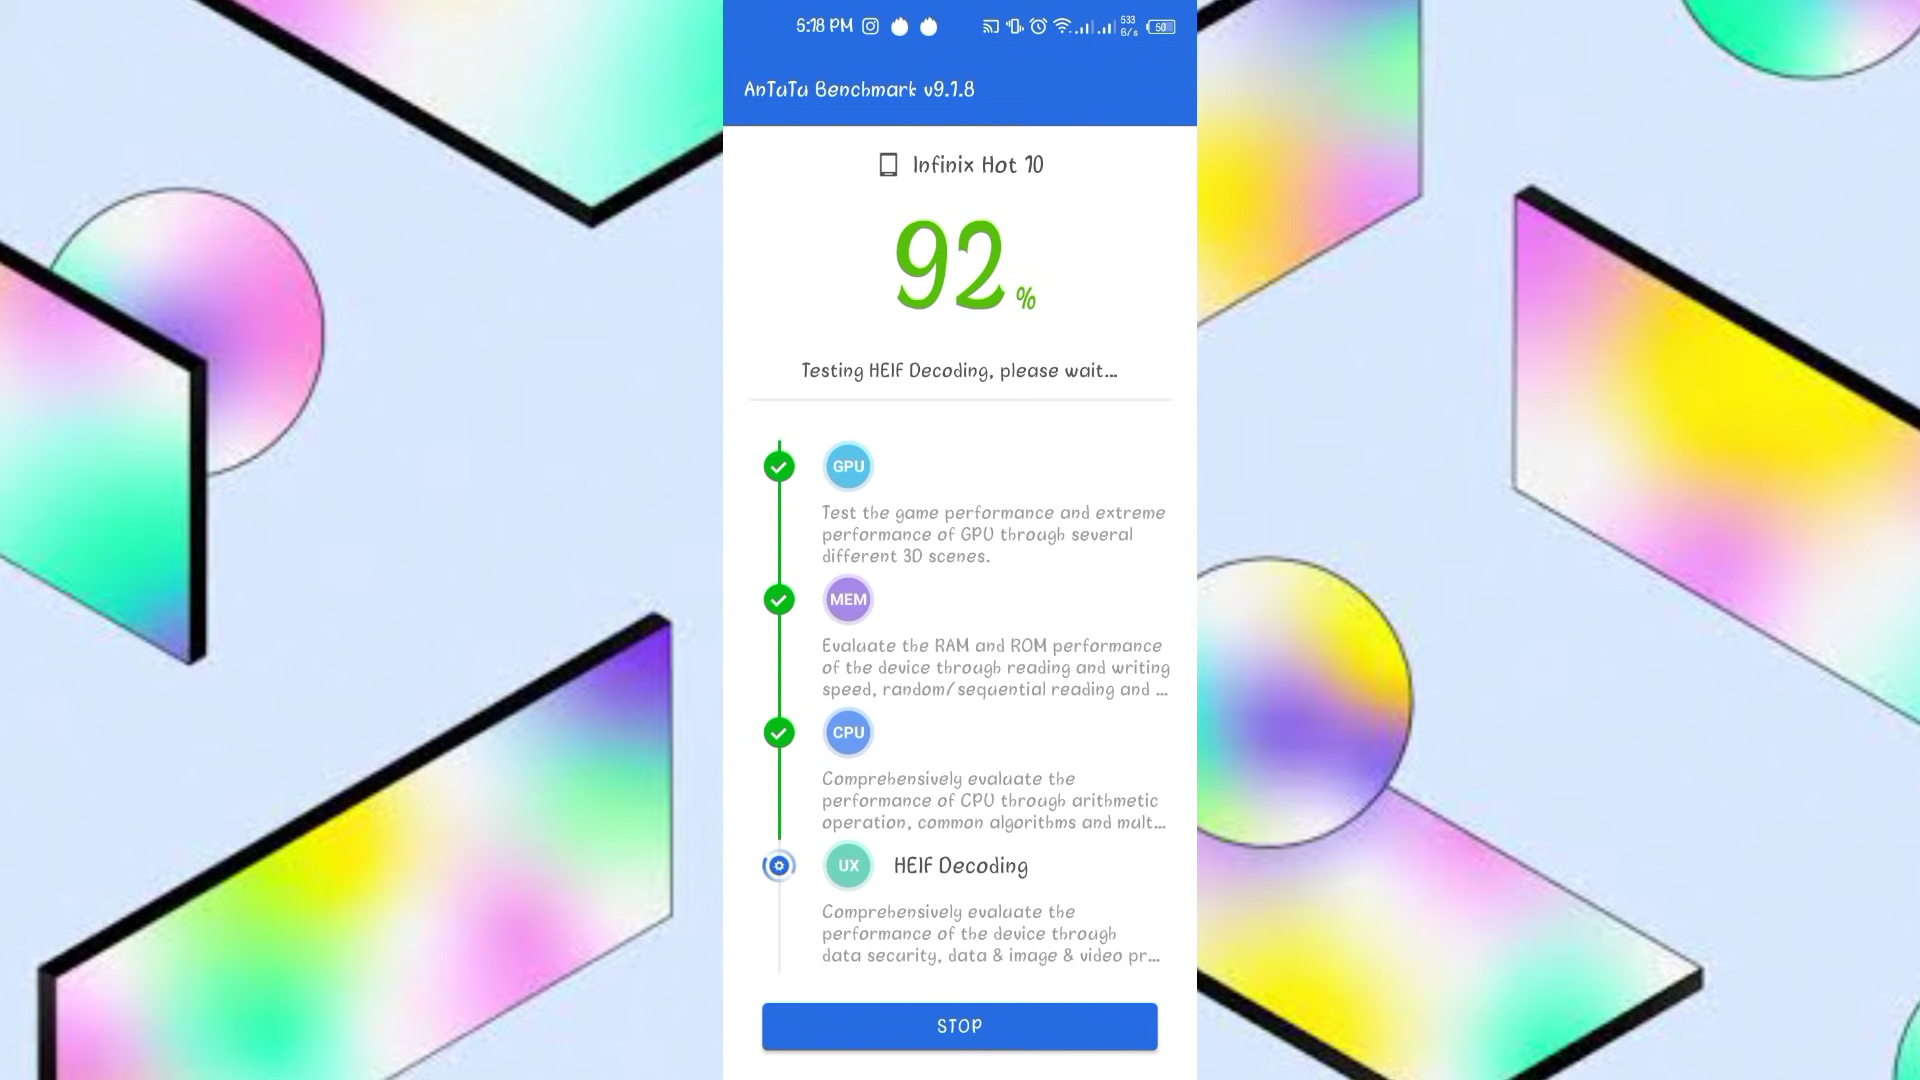 5:18 PM
533
B/s
50
AnTuTu Benchmark v9.1.8
Infinix Hot 10
92 %
Testing HEIF Decoding, please wait...
GPU
Test the game performance and extreme
performance of GPU through several
different 3D scenes.
MEM
Evaluate the RAM and ROM performance
of the device through reading and writing
speed, random/sequential reading and ...
CPU
Comprehensively evaluate the
performance of CPU through arithmetic
operation, common algorithms and mult...
UX HEIF Decoding
Comprehensively evaluate the
performance of the device through
data security, data & image & video pr...
STOP